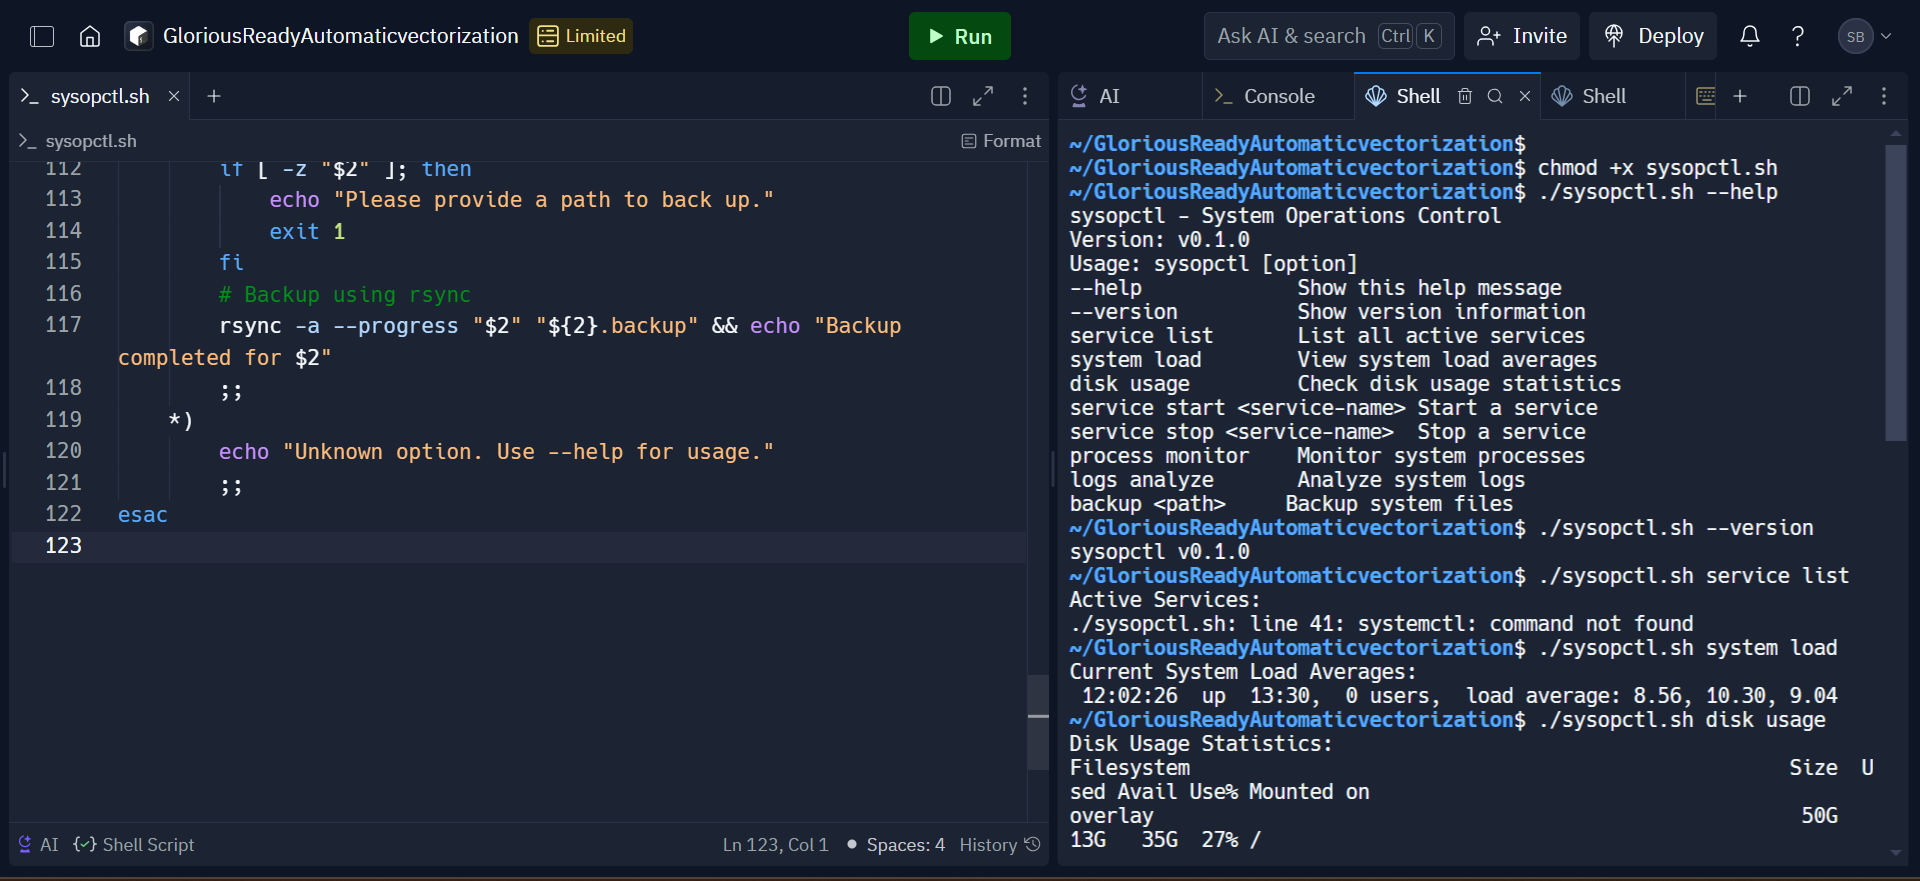 GloriousReadyAutomaticvectorization Limited Run Ask AI & search Ctrl K Invite Deploy ? SB
sysopctl.sh
AI Console Shell Shell
sysopctl.sh Format
112 if [ -z "$2" ]; then
113 echo "Please provide a path to back up."
114 exit 1
115 fi
116 # Backup using rsync
117 rsync -a --progress "$2" "${2}.backup" && echo "Backup
completed for $2"
118 ;;
119 *)
120 echo "Unknown option. Use --help for usage."
121 ;;
122 esac
123
AI Shell Script Ln 123, Col 1 Spaces: 4 History
~/GloriousReadyAutomaticvectorization$
~/GloriousReadyAutomaticvectorization$ chmod +x sysopctl.sh
~/GloriousReadyAutomaticvectorization$ ./sysopctl.sh --help
sysopctl - System Operations Control
Version: v0.1.0
Usage: sysopctl [option]
--help Show this help message
--version Show version information
service list List all active services
system load View system load averages
disk usage Check disk usage statistics
service start <service-name> Start a service
service stop <service-name> Stop a service
process monitor Monitor system processes
logs analyze Analyze system logs
backup <path> Backup system files
~/GloriousReadyAutomaticvectorization$ ./sysopctl.sh --version
sysopctl v0.1.0
~/GloriousReadyAutomaticvectorization$ ./sysopctl.sh service list
Active Services:
./sysopctl.sh: line 41: systemctl: command not found
~/GloriousReadyAutomaticvectorization$ ./sysopctl.sh system load
Current System Load Averages:
12:02:26 up 13:30, 0 users, load average: 8.56, 10.30, 9.04
~/GloriousReadyAutomaticvectorization$ ./sysopctl.sh disk usage
Disk Usage Statistics:
Filesystem Size U
sed Avail Use% Mounted on
overlay 50G
13G 35G 27% /